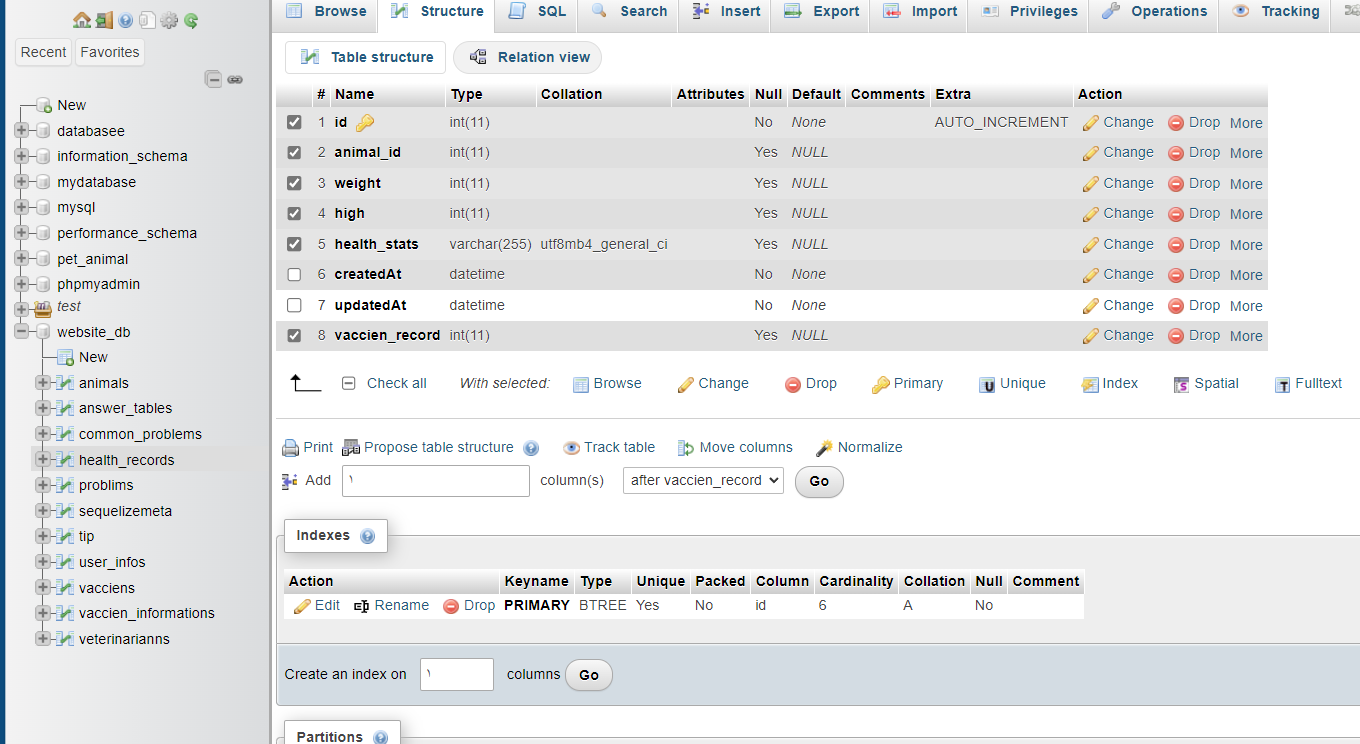 Browse Structure SQL Search Insert Export Import Privileges Operations Tracking
Recent Favorites
Table structure Relation view
New
databasee
information_schema
mydatabase
mysql
performance_schema
pet_animal
phpmyadmin
test
website_db
New
animals
answer_tables
common_problems
health_records
problims
sequelizemeta
tip
user_infos
vacciens
vaccien_informations
veterinarianns
# Name Type Collation Attributes Null Default Comments Extra Action
1 id int(11) No None AUTO_INCREMENT Change Drop More
2 animal_id int(11) Yes NULL Change Drop More
3 weight int(11) Yes NULL Change Drop More
4 high int(11) Yes NULL Change Drop More
5 health_stats varchar(255) utf8mb4_general_ci Yes NULL Change Drop More
6 createdAt datetime No None Change Drop More
7 updatedAt datetime No None Change Drop More
8 vaccien_record int(11) Yes NULL Change Drop More
Check all With selected: Browse Change Drop Primary Unique Index Spatial Fulltext
Print Propose table structure Track table Move columns Normalize
Add ١ column(s) after vaccien_record Go
Indexes
Action Keyname Type Unique Packed Column Cardinality Collation Null Comment
Edit Rename Drop PRIMARY BTREE Yes No id 6 A No
Create an index on ١ columns Go
Partitions